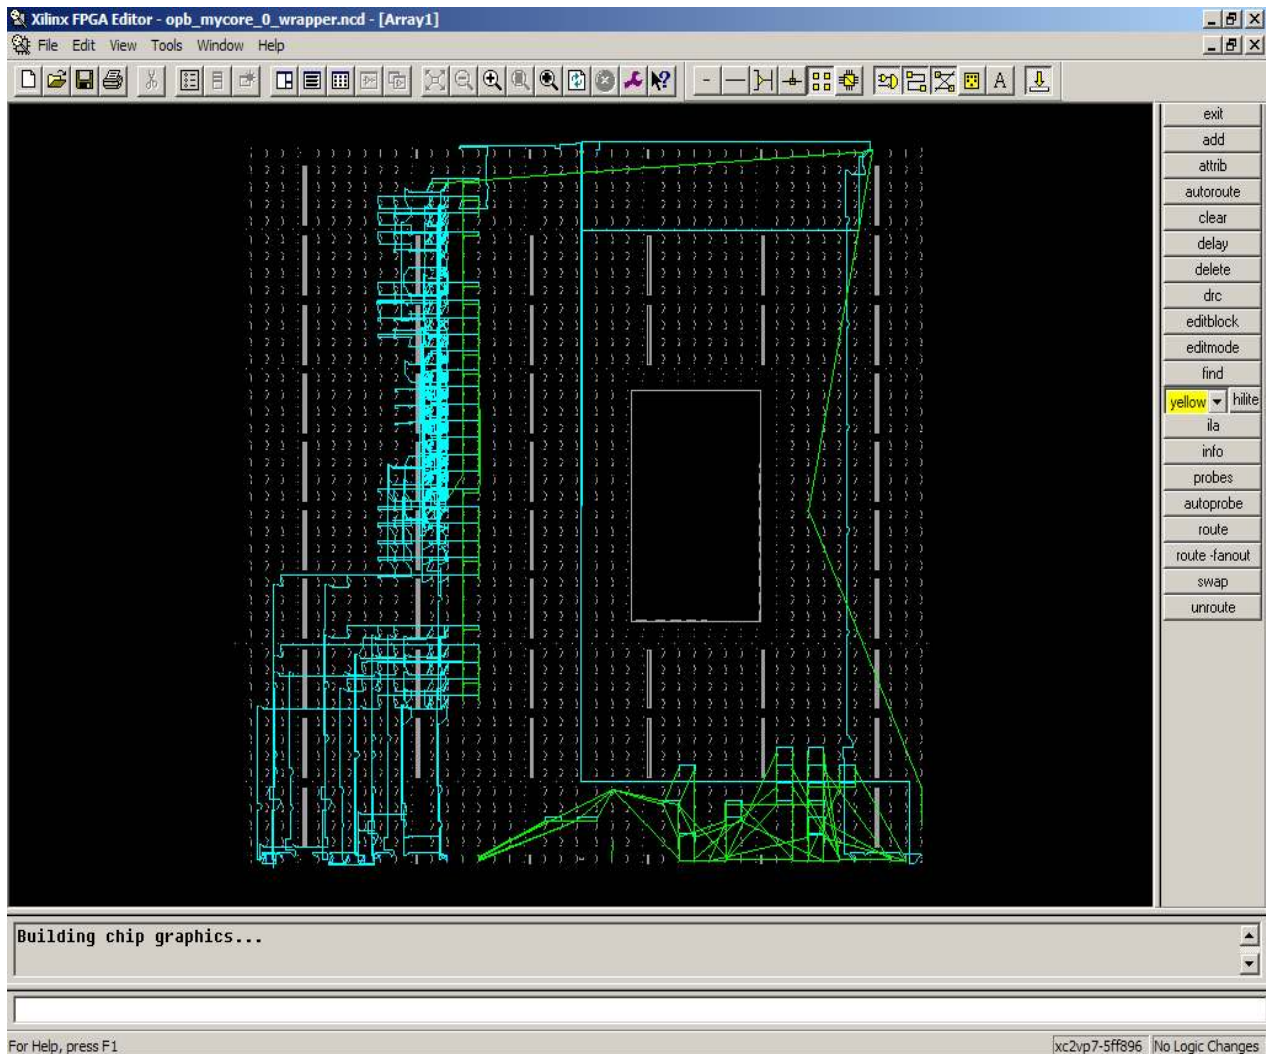 Xilinx FPGA Editor - opb_mycore_0_wrapper.ncd - [Array1]
File Edit View Tools Window Help
A
exit
add
attrib
autoroute
clear
delay
delete
drc
editblock
editmode
find
yellow hilite
ila
info
probes
autoprobe
route
route -fanout
swap
unroute
Building chip graphics...
For Help, press F1
xc2vp7-5ff896 No Logic Changes